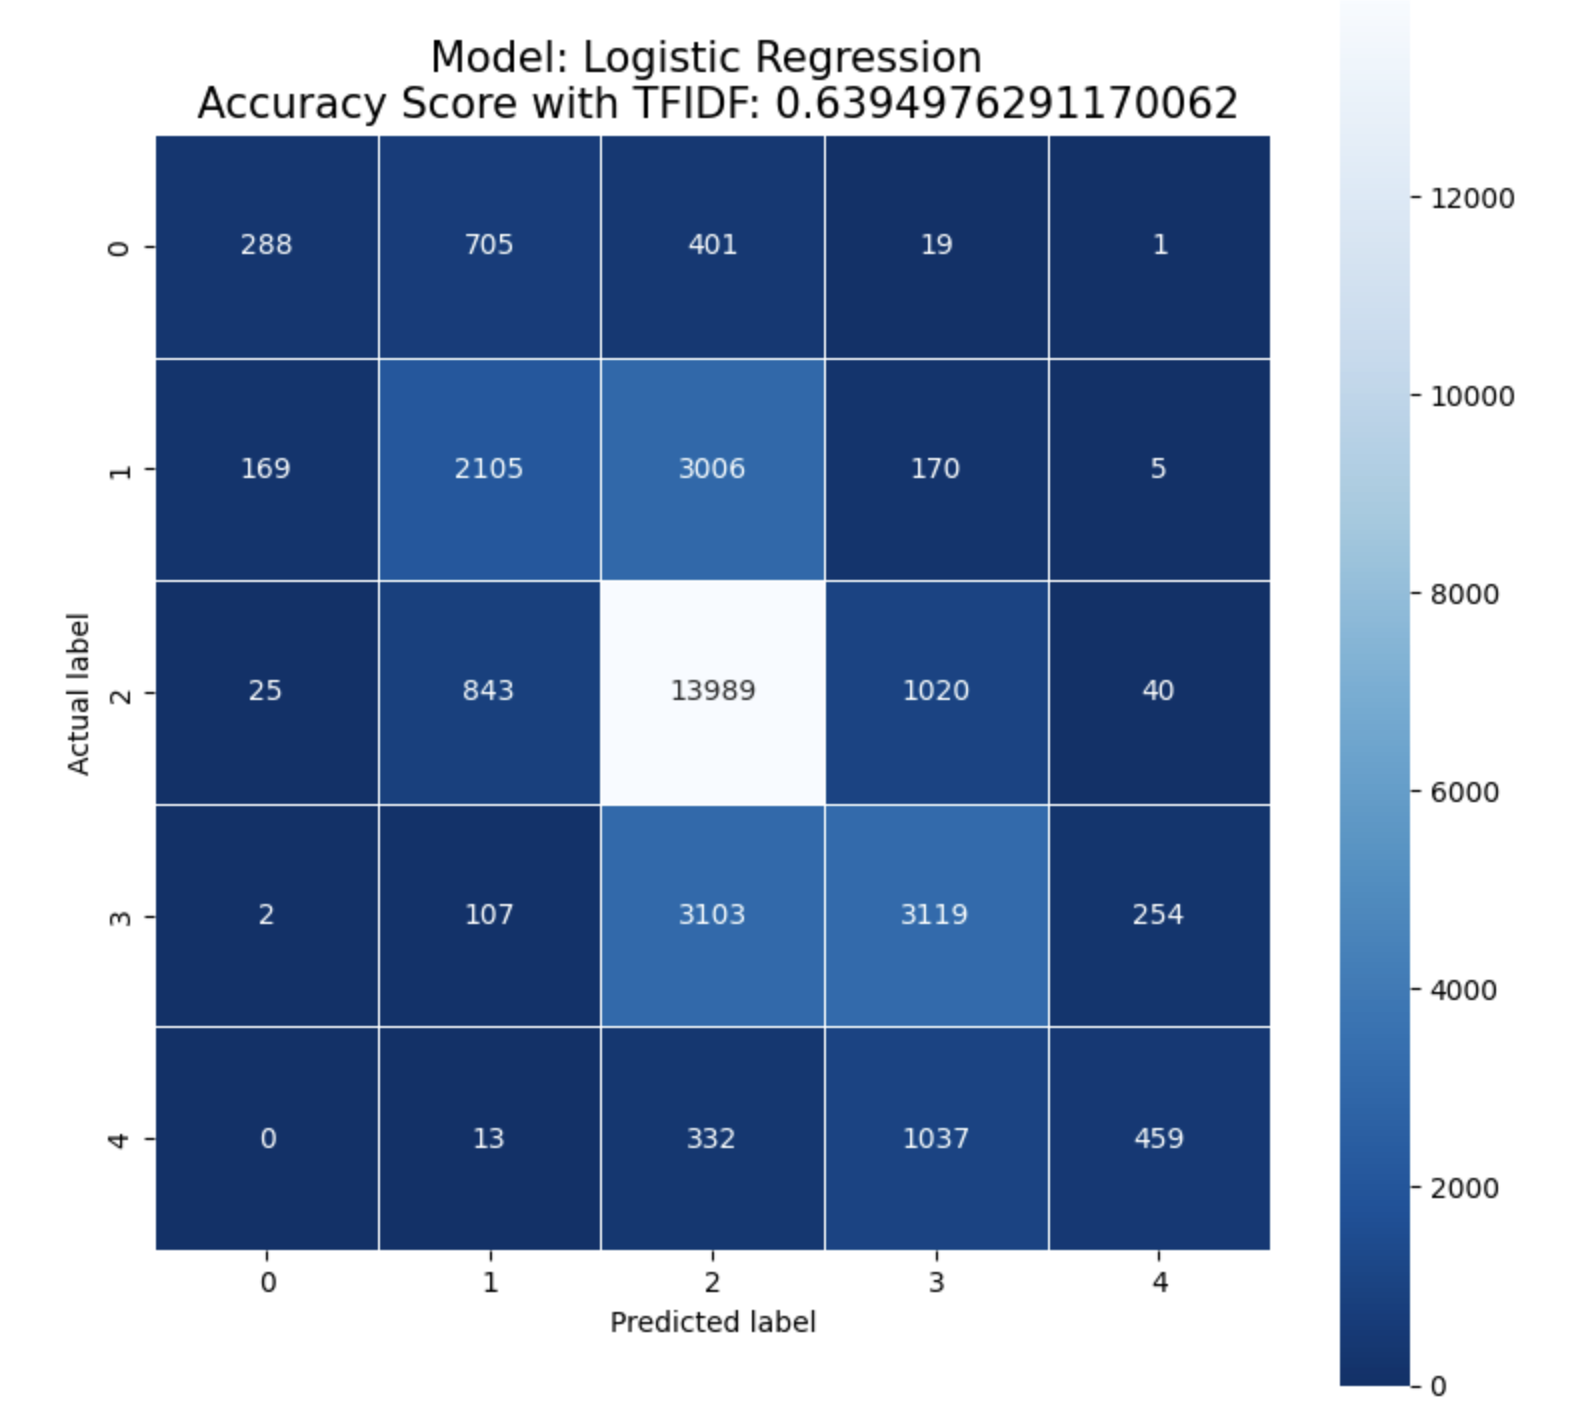 Model: Logistic Regression
Accuracy Score with TFIDF: 0.6394976291170062
12000
10000
8000
6000
4000
2000
0
Actual label
0
288 705 401 19 1
1
169 2105 3006 170 5
2
25 843 13989 1020 40
3
2 107 3103 3119 254
4
0 13 332 1037 459
0 1 2 3 4
Predicted label